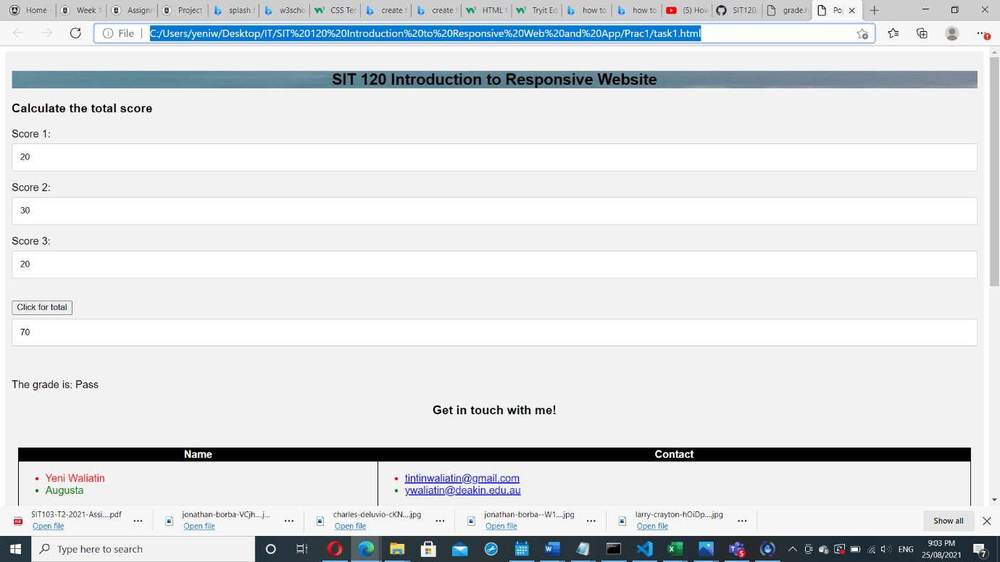 Home - Week 1 Assignn Project splash f w3scho CSS Ten create f create f HTML f Tryit Ed how to how to (5) How SIT120/ grade.h Po
File C:/Users/yeniw/Desktop/IT/SIT%20120%20Introduction%20to%20Responsive%20Web%20and%20App/Prac1/task1.html
SIT 120 Introduction to Responsive Website
Calculate the total score
Score 1:
20
Score 2:
30
Score 3:
20
Click for total
70
The grade is: Pass
Get in touch with me!
Name Contact
Yeni Waliatin tintinwaliatin@gmail.com
Augusta ywaliatin@deakin.edu.au
SIT103-T2-2021-Assi....pdf jonathan-borba-VCjh....j... charles-deluvio-cKN....jpg jonathan-borba--W1....jpg larry-crayton-hOiDp....jpg
Open file Open file Open file Open file Open file Show all
Type here to search 5 ENG 9:03 PM
25/08/2021 7